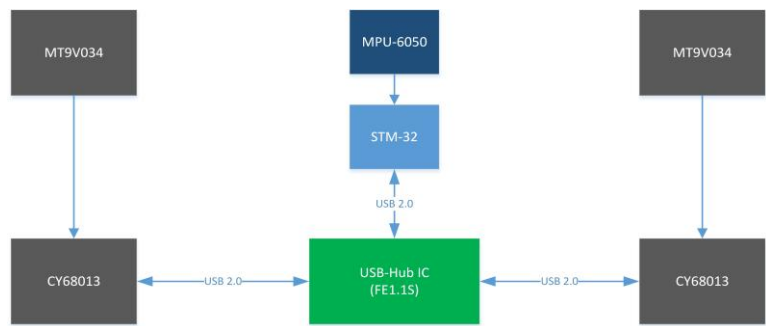 MT9V034
MPU-6050
MT9V034
STM-32
USB 2.0
CY68013
USB 2.0
USB-Hub IC
(FE1.1S)
USB 2.0
CY68013